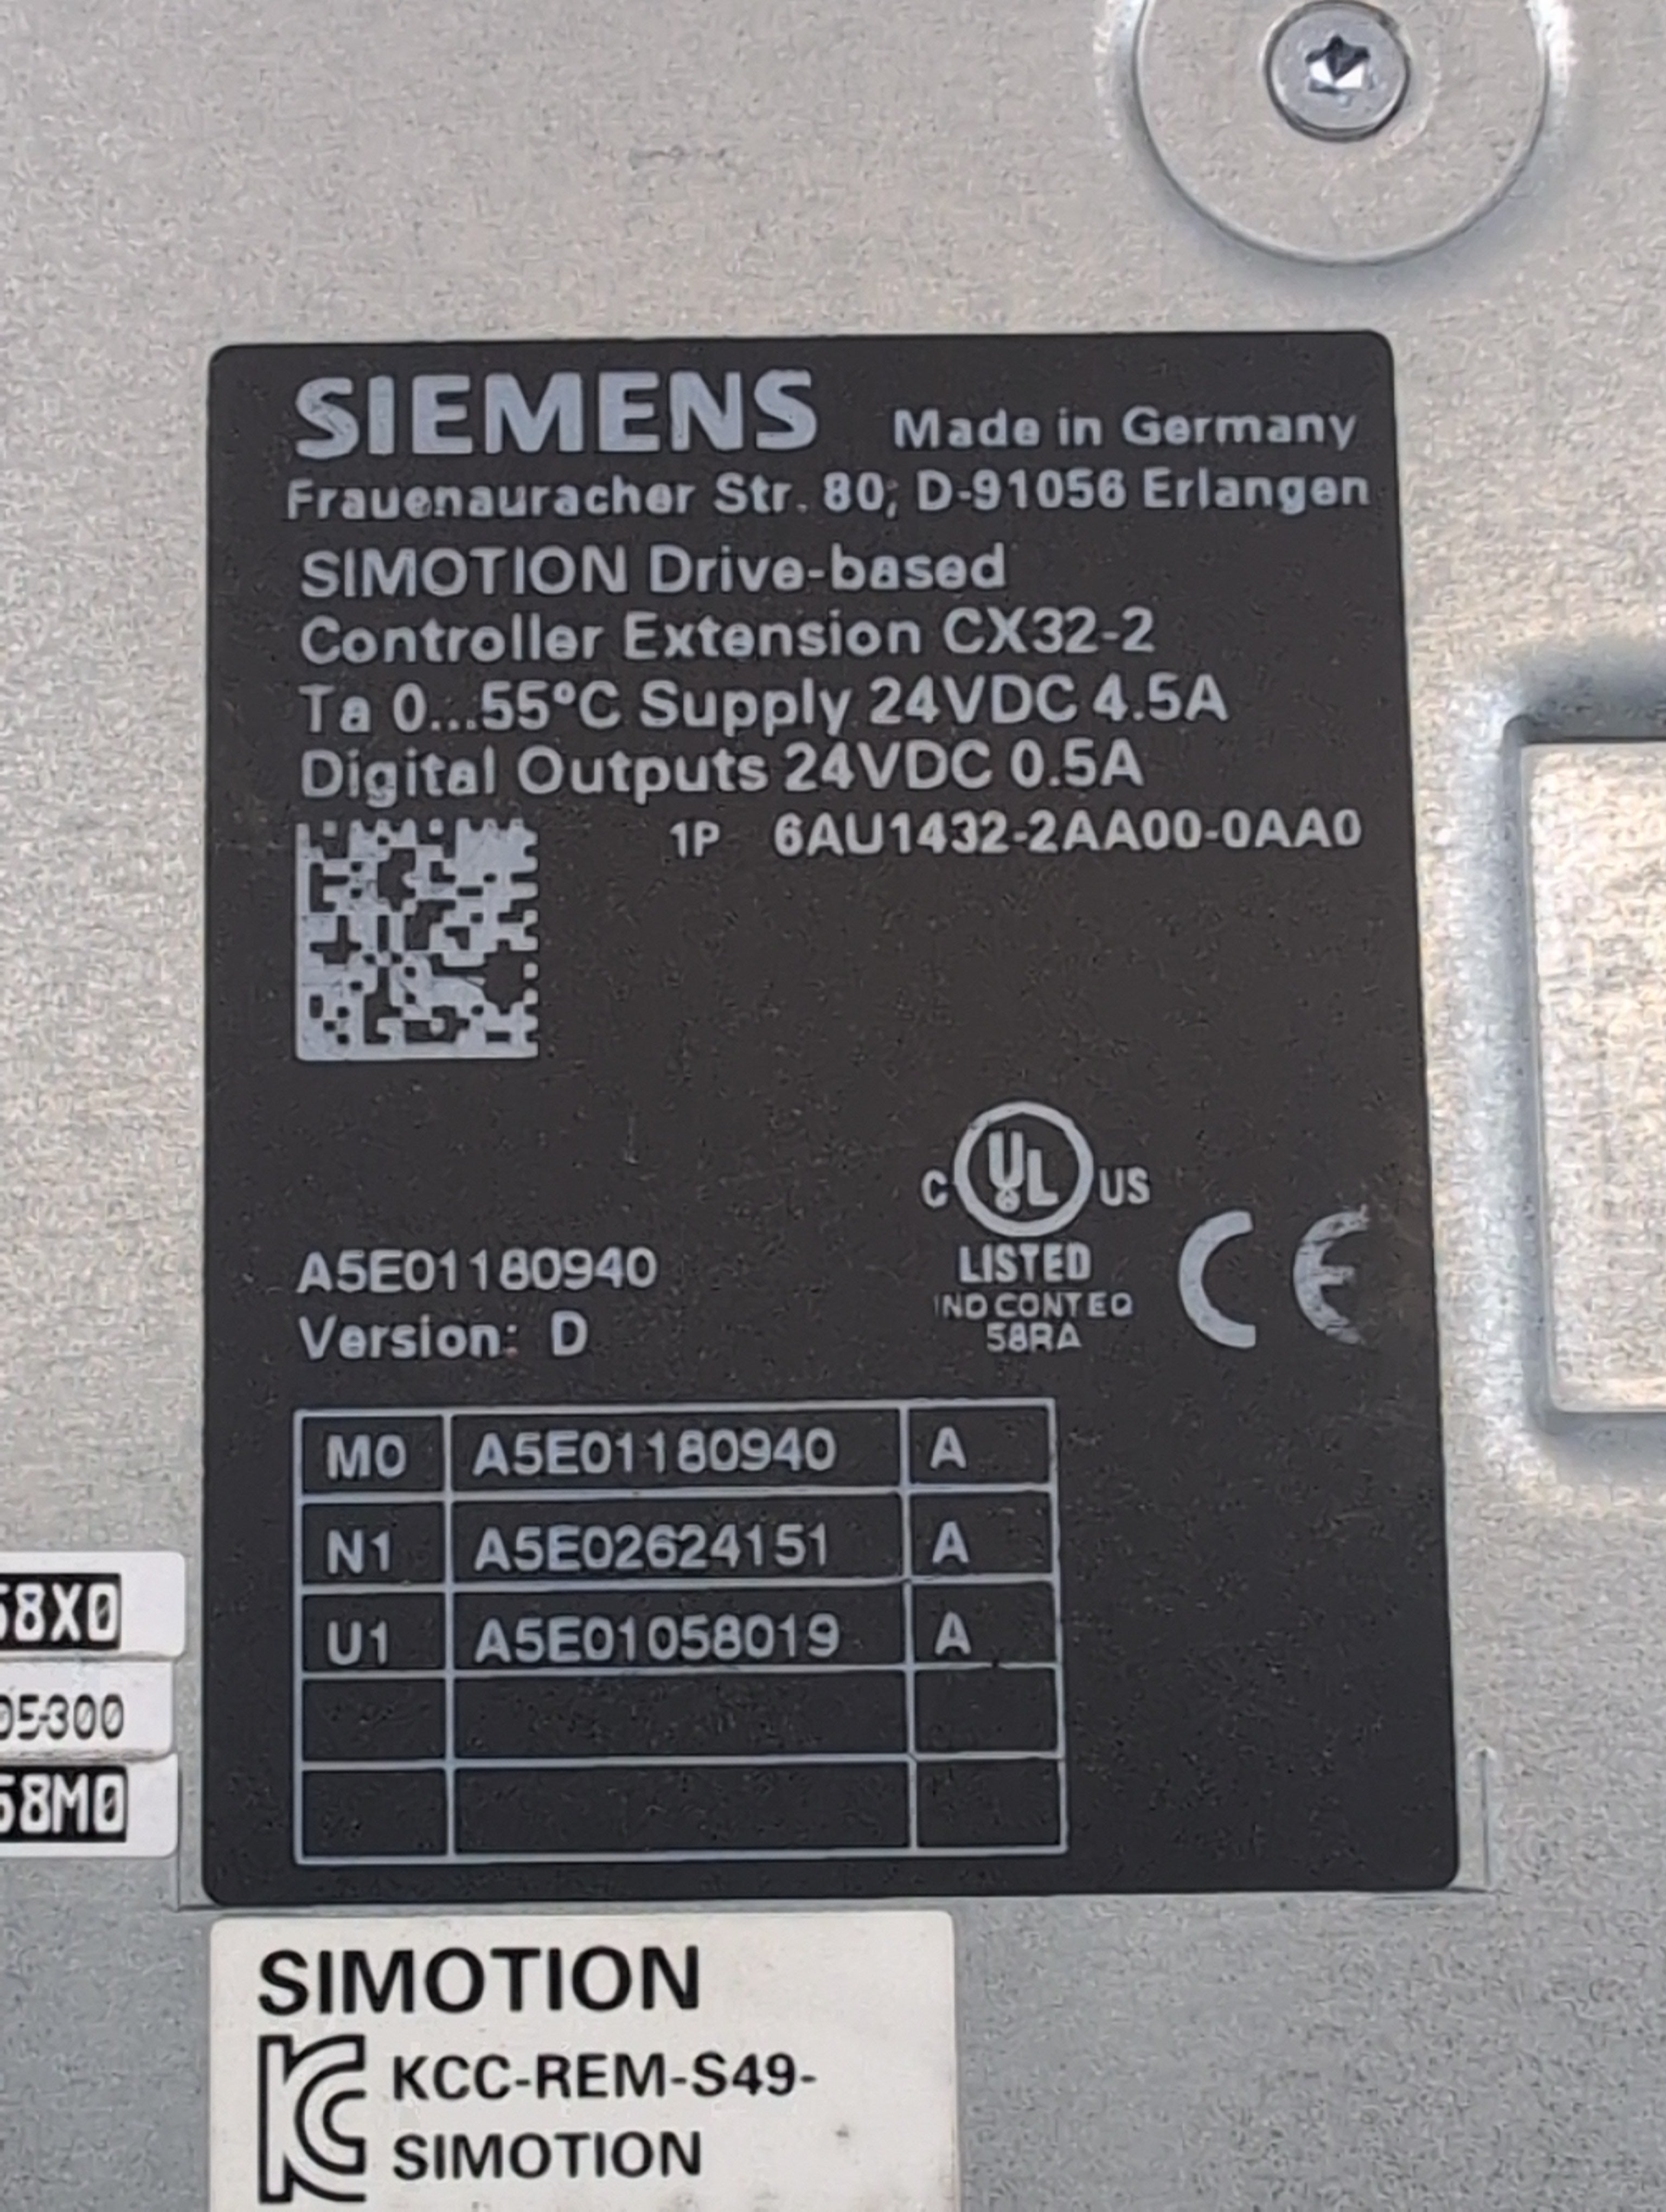 SIEMENS Made in Germany
Frauenauracher Str. 80, D-91056 Erlangen
SIMOTION Drive-based
Controller Extension CX32-2
Ta 0...55°C Supply 24VDC 4.5A
Digital Outputs 24VDC 0.5A
1P 6AU1432-2AA00-0AA0
C UL US
LISTED
IND CONT EQ
58RA
CE
A5E01180940
Version: D
M0 A5E01180940 A
N1 A5E02624151 A
U1 A5E01058019 A
58X0
05300
58M0
SIMOTION
KCC-REM-S49-
SIMOTION